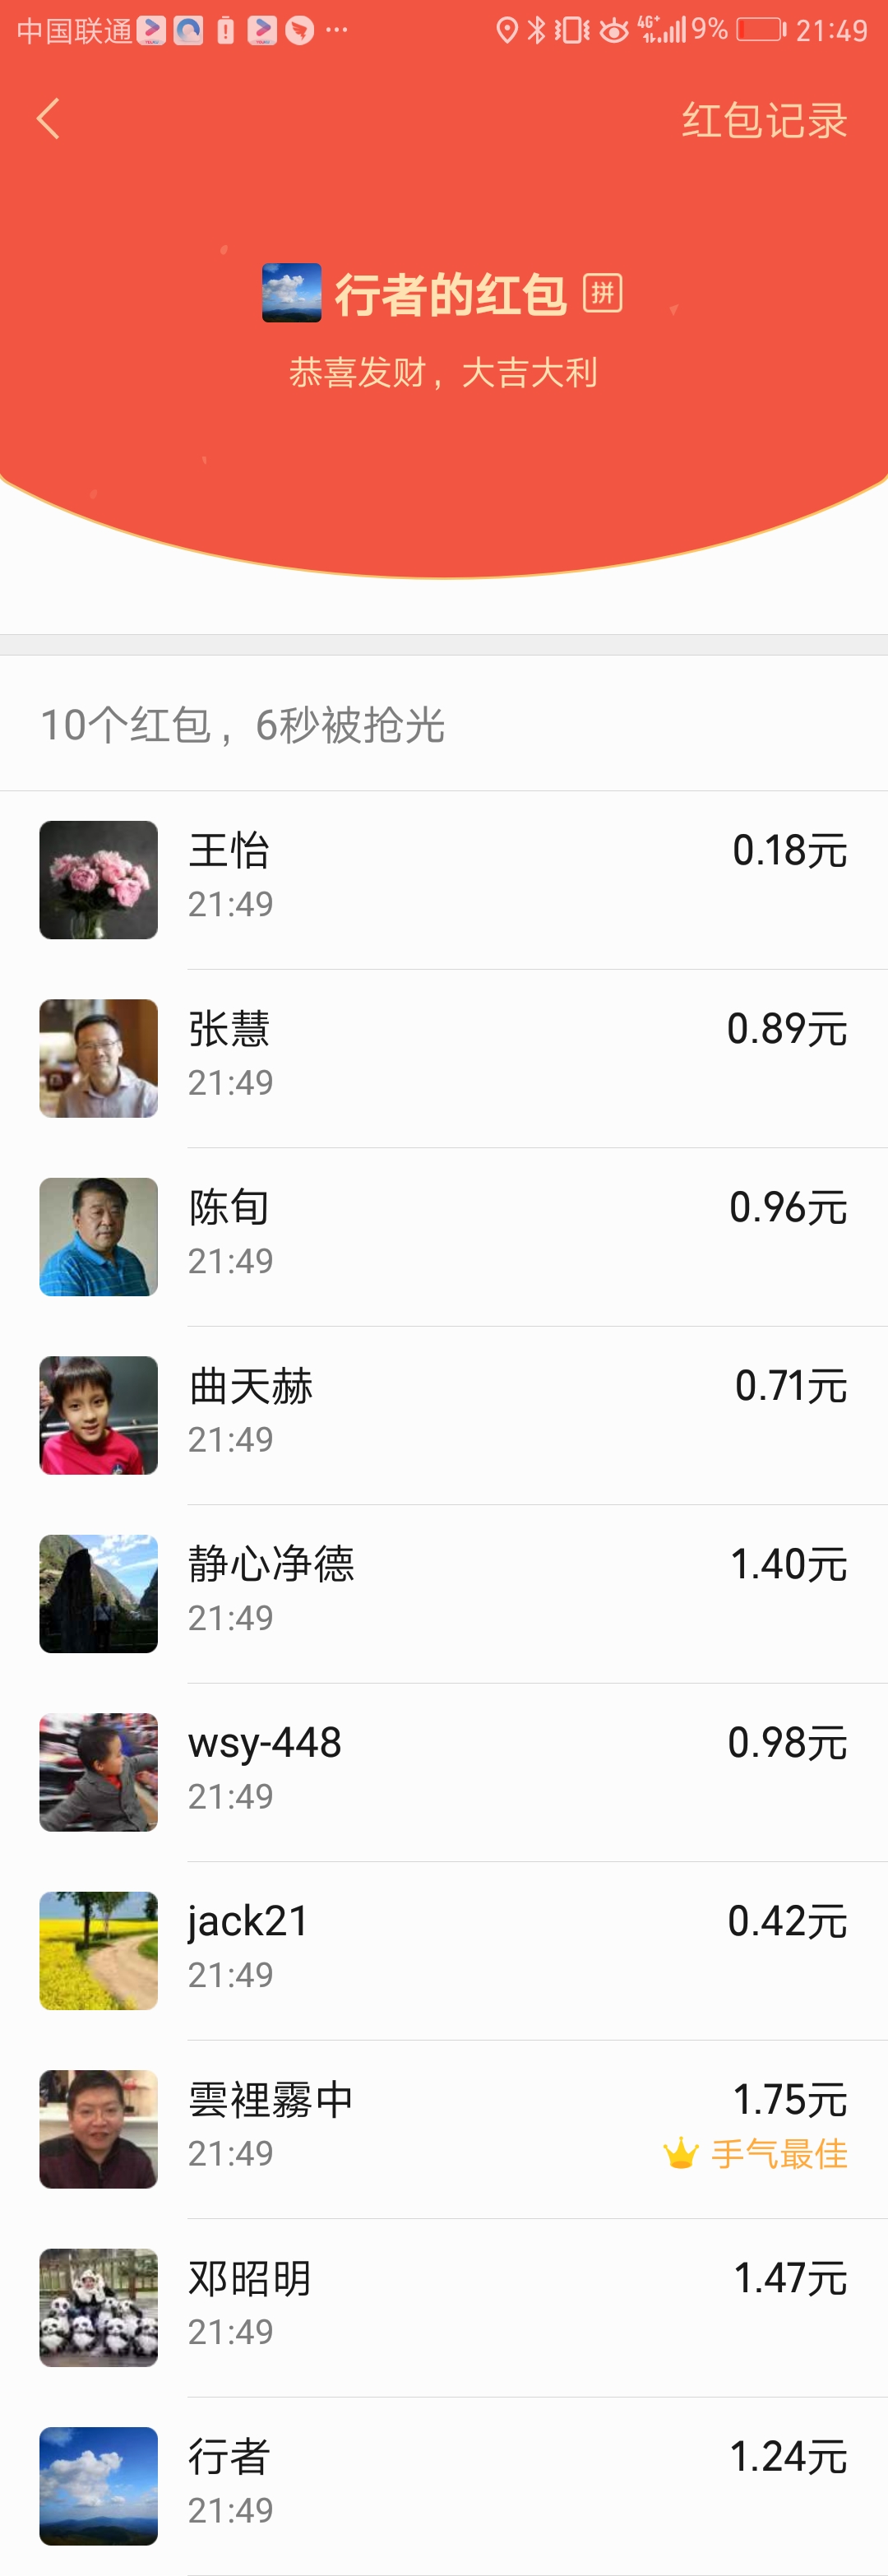 中国联通 ... 4G+ 9% 21:49
红包记录
行者的红包 拼
恭喜发财，大吉大利
10个红包，6秒被抢光
王怡 0.18元
21:49
张慧 0.89元
21:49
陈旬 0.96元
21:49
曲天赫 0.71元
21:49
静心净德 1.40元
21:49
wsy-448 0.98元
21:49
jack21 0.42元
21:49
雲裡霧中 1.75元
21:49 手气最佳
邓昭明 1.47元
21:49
行者 1.24元
21:49